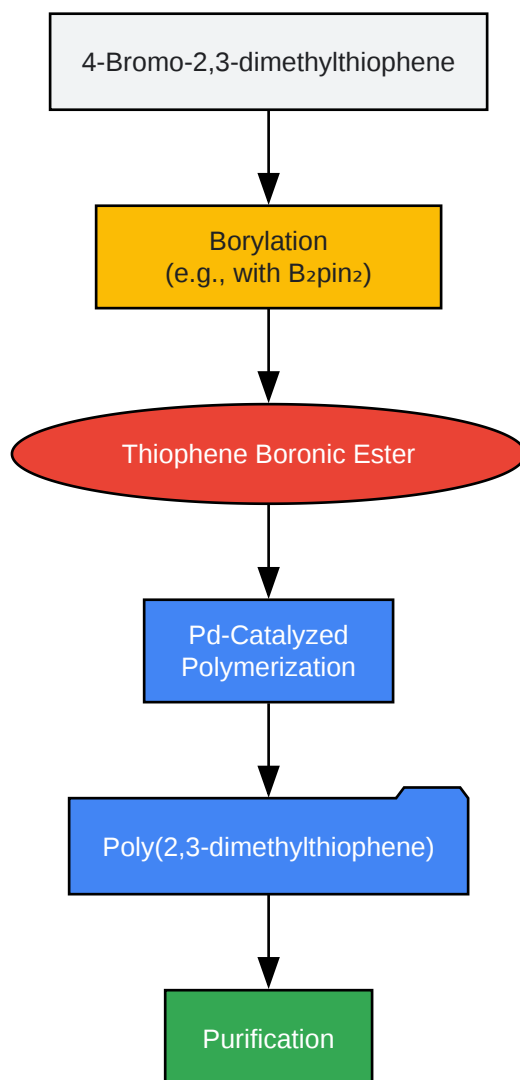 4-Bromo-2,3-dimethylthiophene
Borylation
(e.g., with B₂pin₂)
Thiophene Boronic Ester
Pd-Catalyzed
Polymerization
Poly(2,3-dimethylthiophene)
Purification